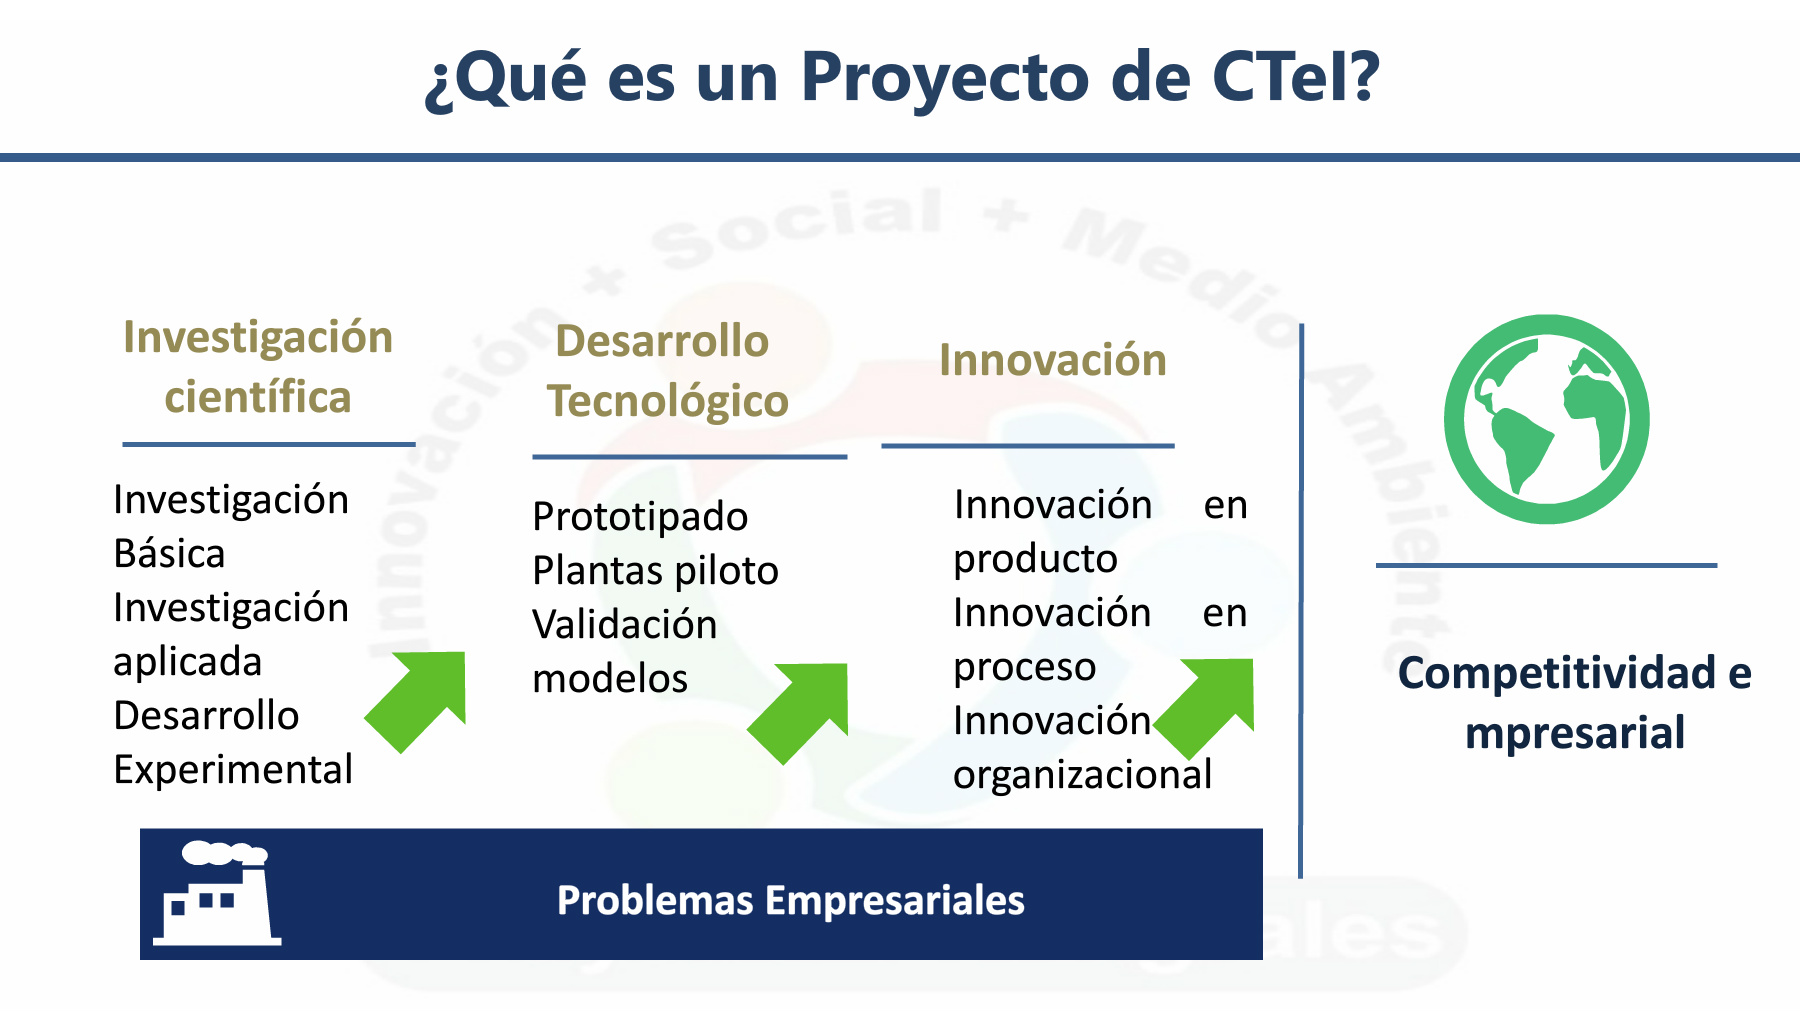 ¿Qué es un Proyecto de CTeI?
Innovación + Social + Medio Ambiente
Investigación
científica
Investigación
Básica
Investigación
aplicada
Desarrollo
Experimental
Desarrollo
Tecnológico
Prototipado
Plantas piloto
Validación
modelos
Innovación
Innovación en
producto
Innovación en
proceso
Innovación
organizacional
Competitividad e
mpresarial
Problemas Empresariales